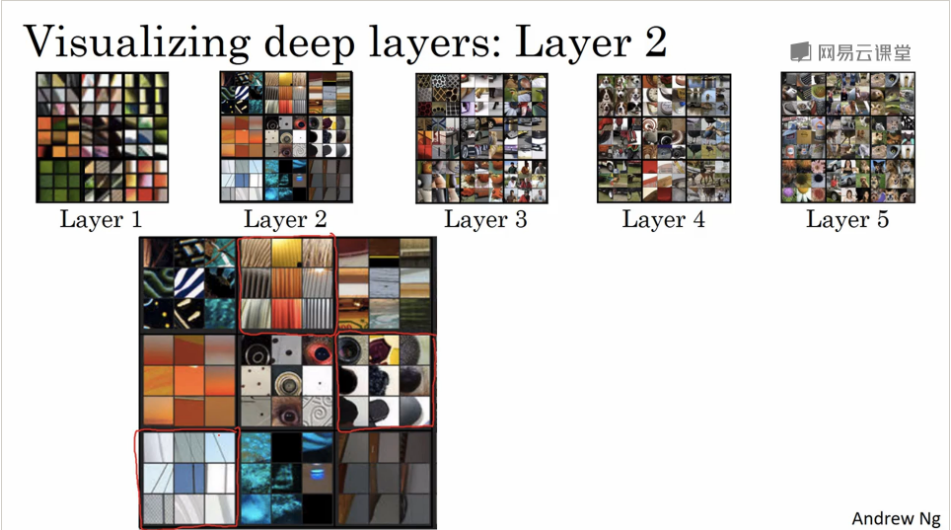 Visualizing deep layers: Layer 2
网易云课堂
Layer 1
Layer 2
Layer 3
Layer 4
Layer 5
Andrew Ng